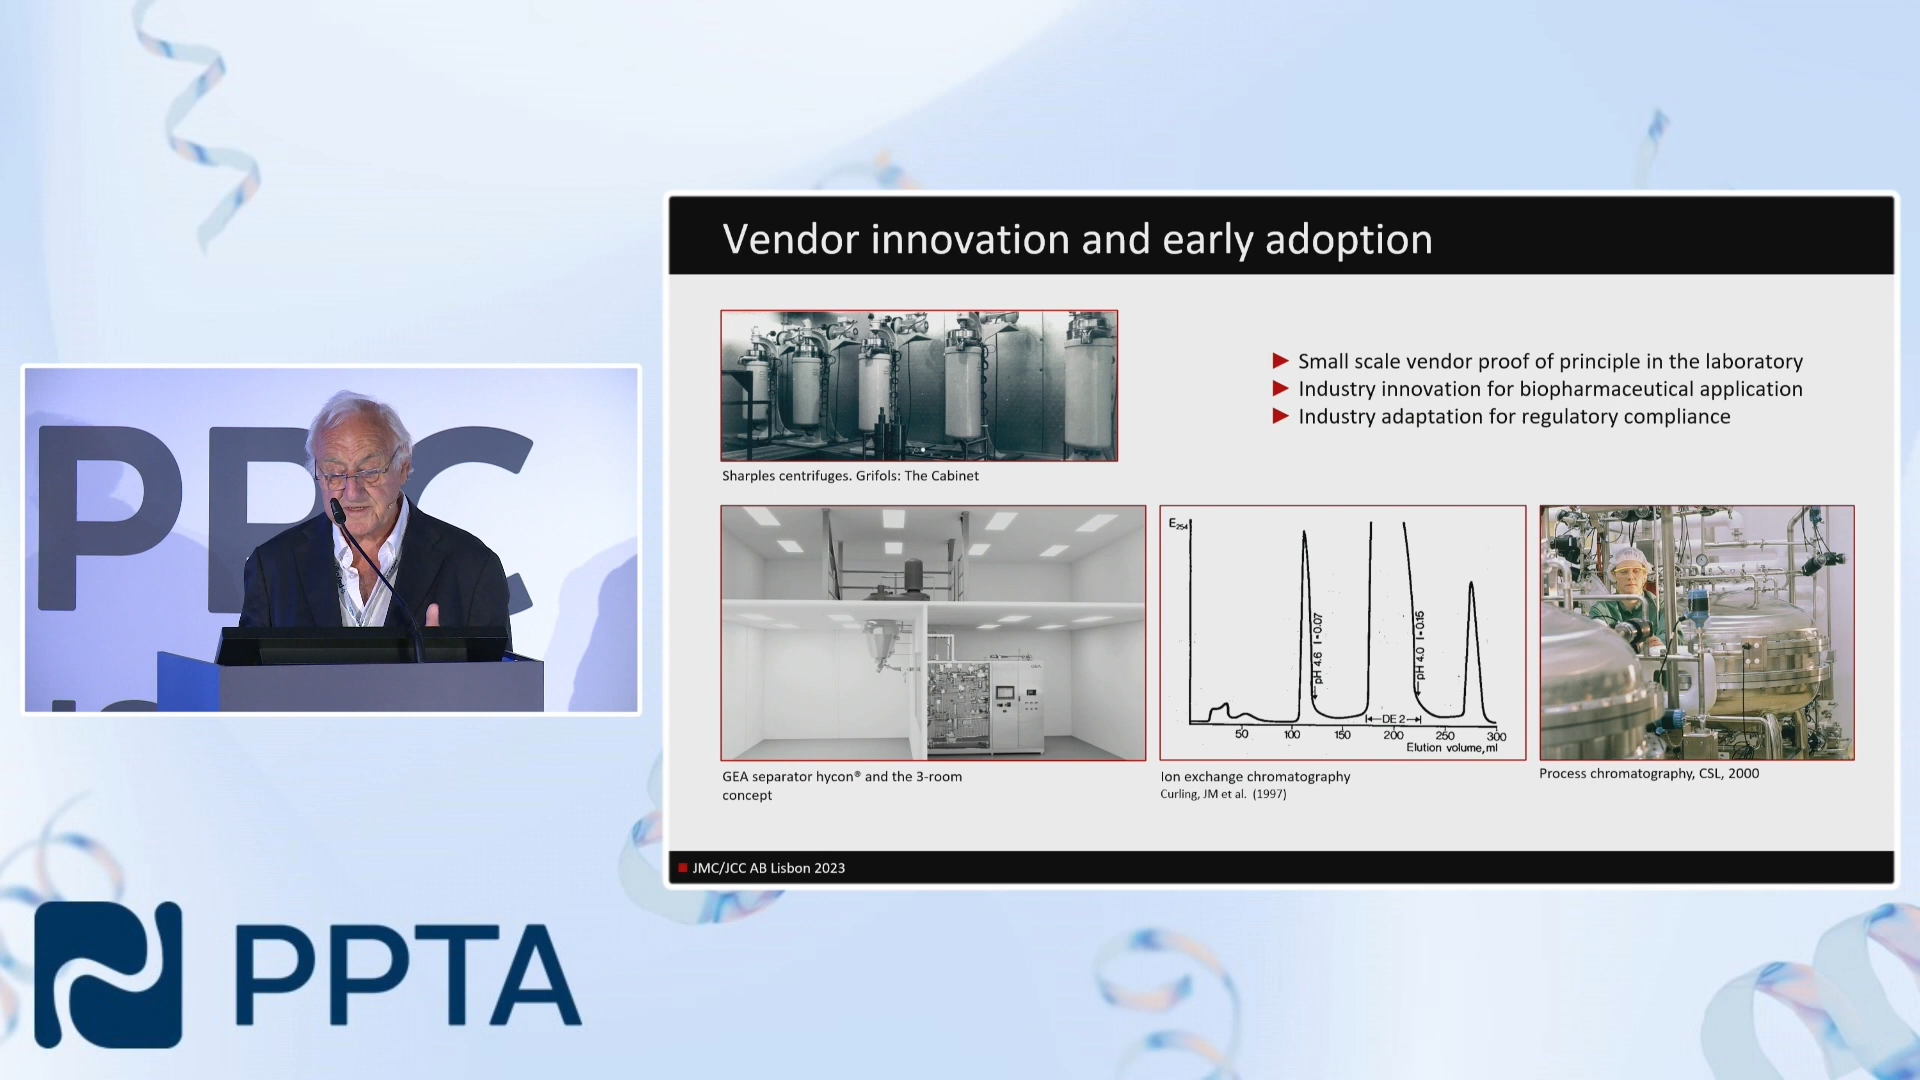 Vendor innovation and early adoption
Small scale vendor proof of principle in the laboratory
Industry innovation for biopharmaceutical application
Industry adaptation for regulatory compliance
Sharples centrifuges. Grifols: The Cabinet
GEA
E254
pH 4.6 I=0.07
pH 4.0 I=0.15
DE 2
50 100 150 200 250 300
Elution volume, ml
GEA separator hycon® and the 3-room
concept
Ion exchange chromatography
Curling, JM et al. (1997)
Process chromatography, CSL, 2000
JMC/JCC AB Lisbon 2023
PPTA